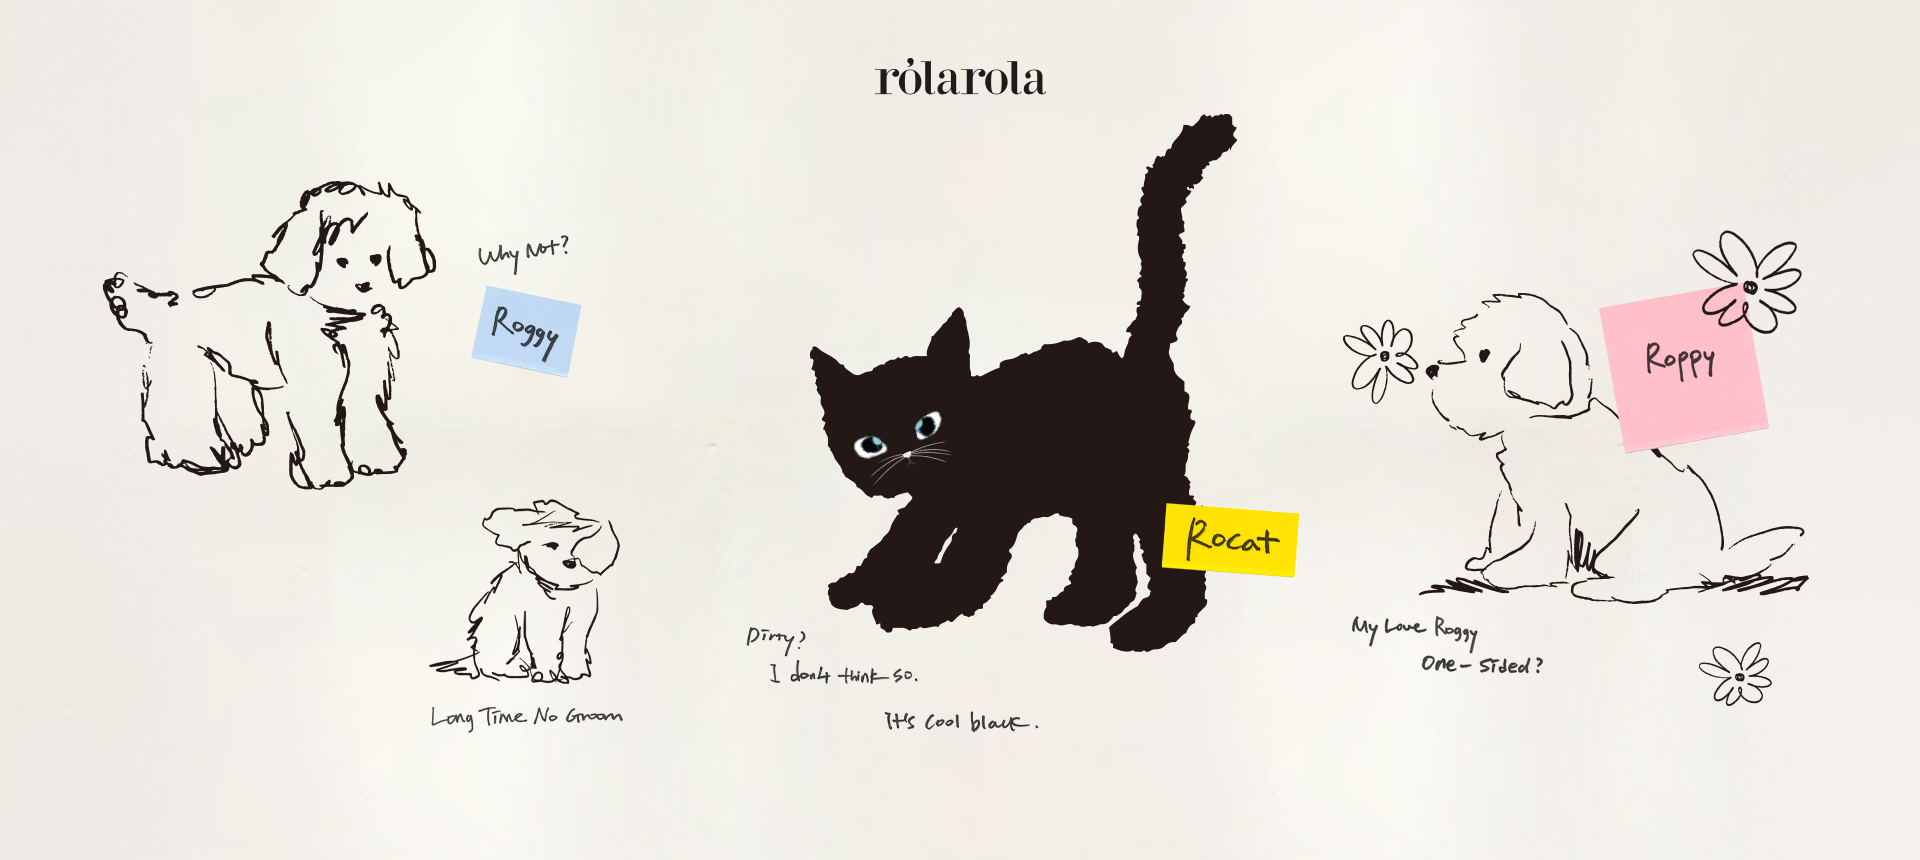 rólarola
Why Not?
Roggy
Long Time No Groom
Rocat
Dirty?
I don't think so.
It's cool black.
Roppy
My Love Roggy
One-sided?